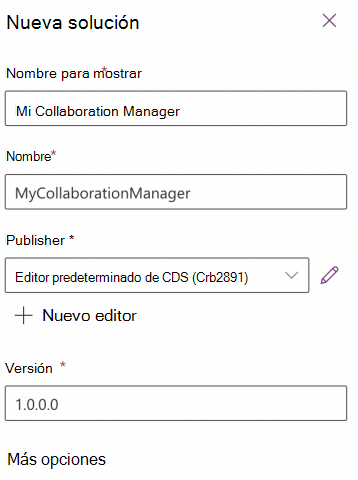 Nueva solución
Nombre para mostrar*
Mi Collaboration Manager
Nombre*
MyCollaborationManager
Publisher *
Editor predeterminado de CDS (Crb2891)
Nuevo editor
Versión *
1.0.0.0
Más opciones